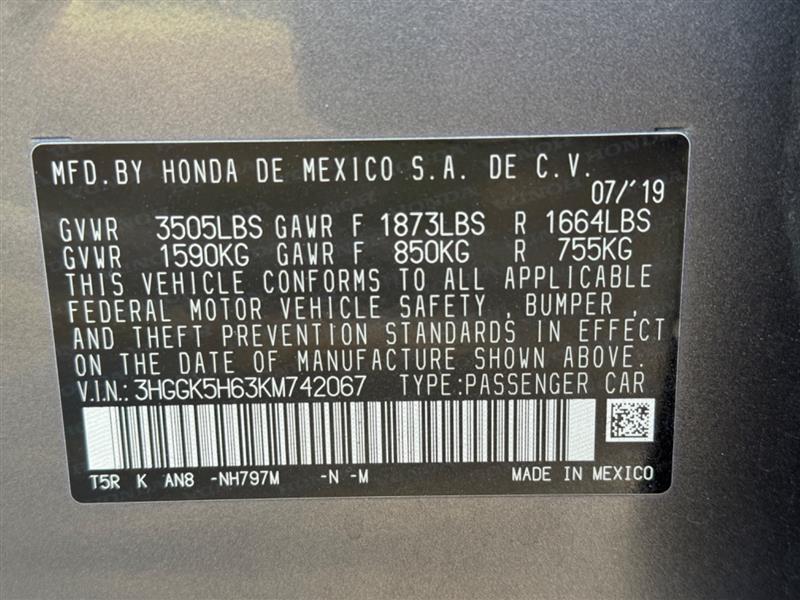 MFD. BY HONDA DE MEXICO S.A. DE C.V.
07/'19
GVWR 3505LBS GAWR F 1873LBS R 1664LBS
GVWR 1590KG GAWR F 850KG R 755KG
THIS VEHICLE CONFORMS TO ALL APPLICABLE
FEDERAL MOTOR VEHICLE SAFETY , BUMPER ,
AND THEFT PREVENTION STANDARDS IN EFFECT
ON THE DATE OF MANUFACTURE SHOWN ABOVE.
V.I.N.: 3HGGK5H63KM742067 TYPE:PASSENGER CAR
T5R K AN8 -NH797M -N -M MADE IN MEXICO